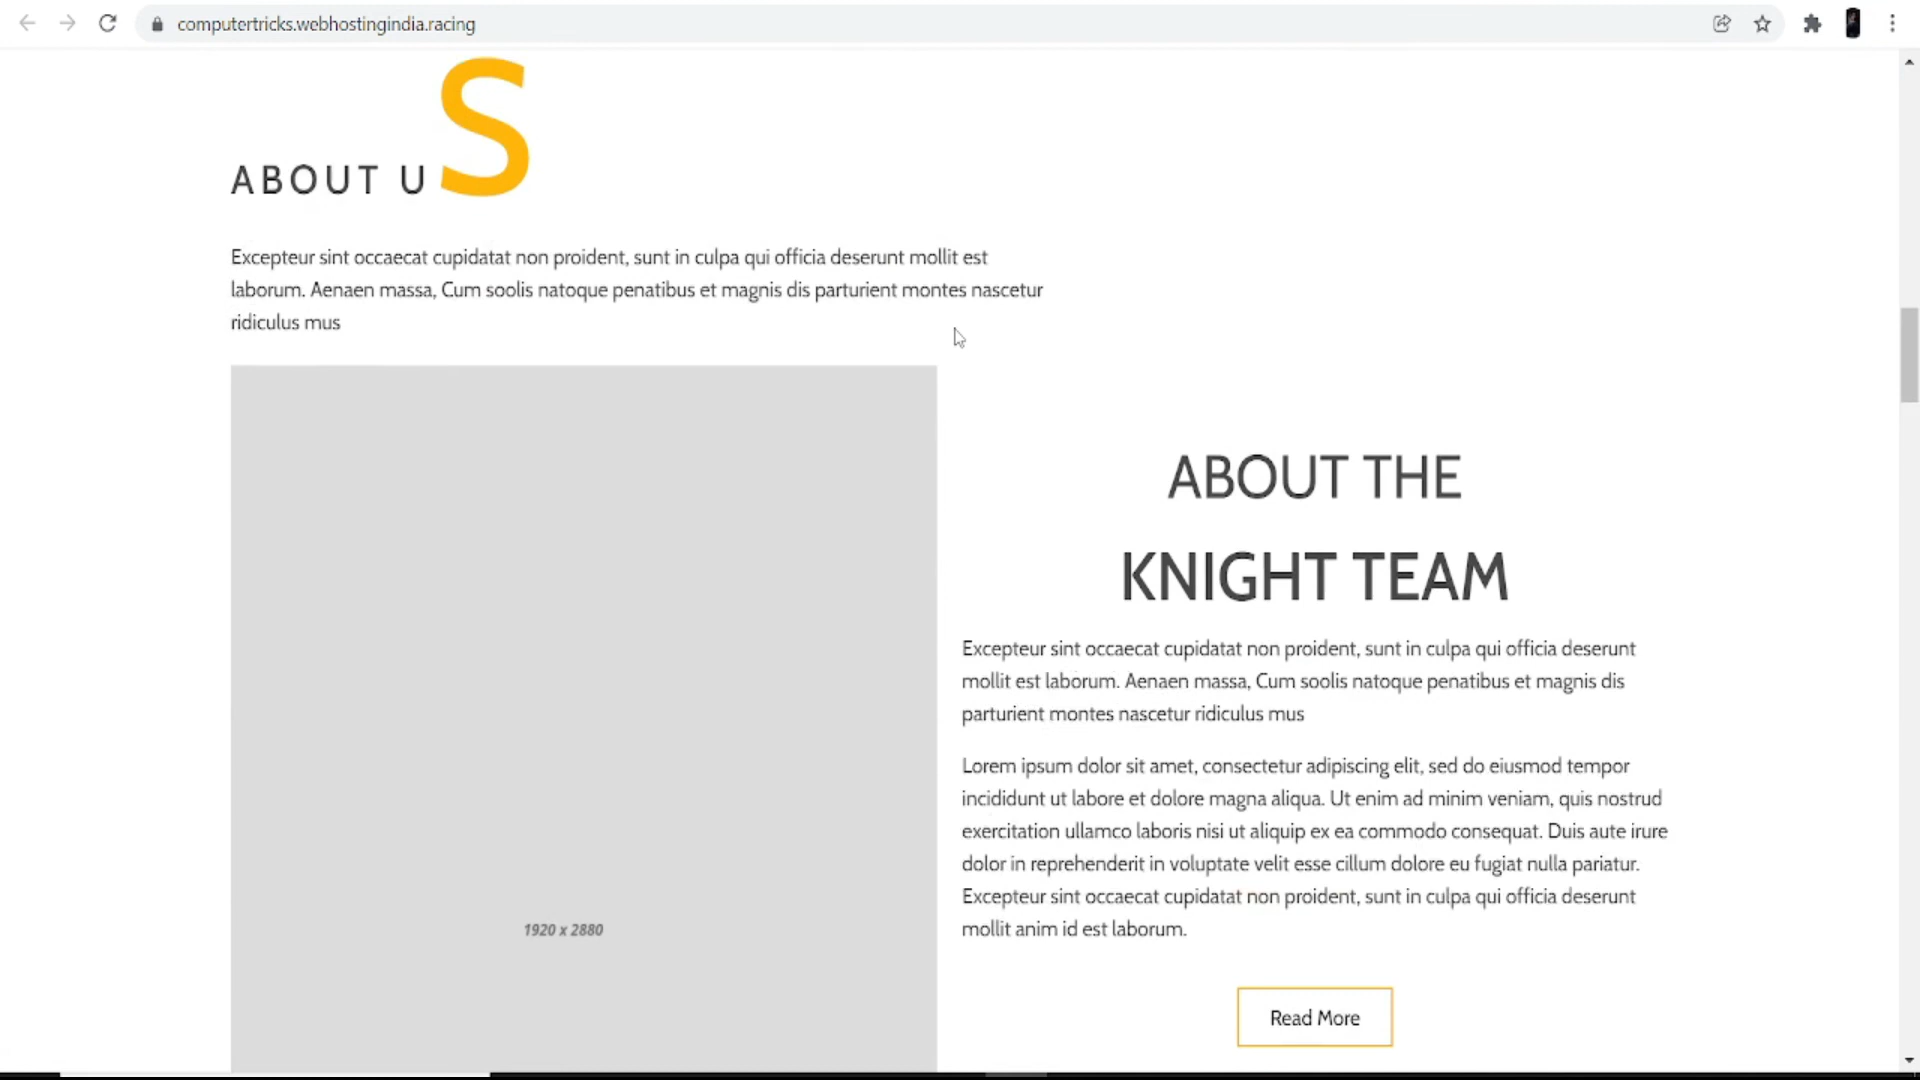 computertricks.webhostingindia.racing
ABOUT US
Excepteur sint occaecat cupidatat non proident, sunt in culpa qui officia deserunt mollit est
laborum. Aenaen massa, Cum soolis natoque penatibus et magnis dis parturient montes nascetur
ridiculus mus
1920 x 2880
ABOUT THE
KNIGHT TEAM
Excepteur sint occaecat cupidatat non proident, sunt in culpa qui officia deserunt
mollit est laborum. Aenaen massa, Cum soolis natoque penatibus et magnis dis
parturient montes nascetur ridiculus mus
Lorem ipsum dolor sit amet, consectetur adipiscing elit, sed do eiusmod tempor
incididunt ut labore et dolore magna aliqua. Ut enim ad minim veniam, quis nostrud
exercitation ullamco laboris nisi ut aliquip ex ea commodo consequat. Duis aute irure
dolor in reprehenderit in voluptate velit esse cillum dolore eu fugiat nulla pariatur.
Excepteur sint occaecat cupidatat non proident, sunt in culpa qui officia deserunt
mollit anim id est laborum.
Read More